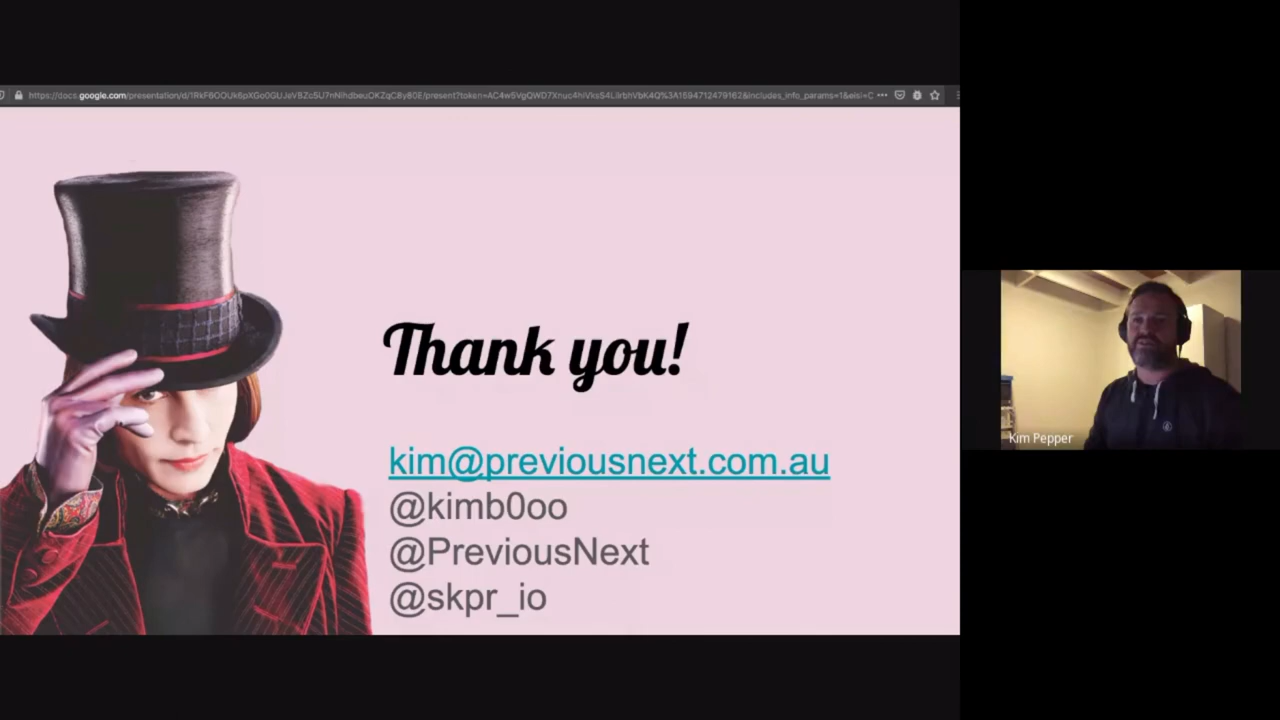 Thank you!
kim@previousnext.com.au
@kimb0oo
@PreviousNext
@skpr_io
Kim Pepper